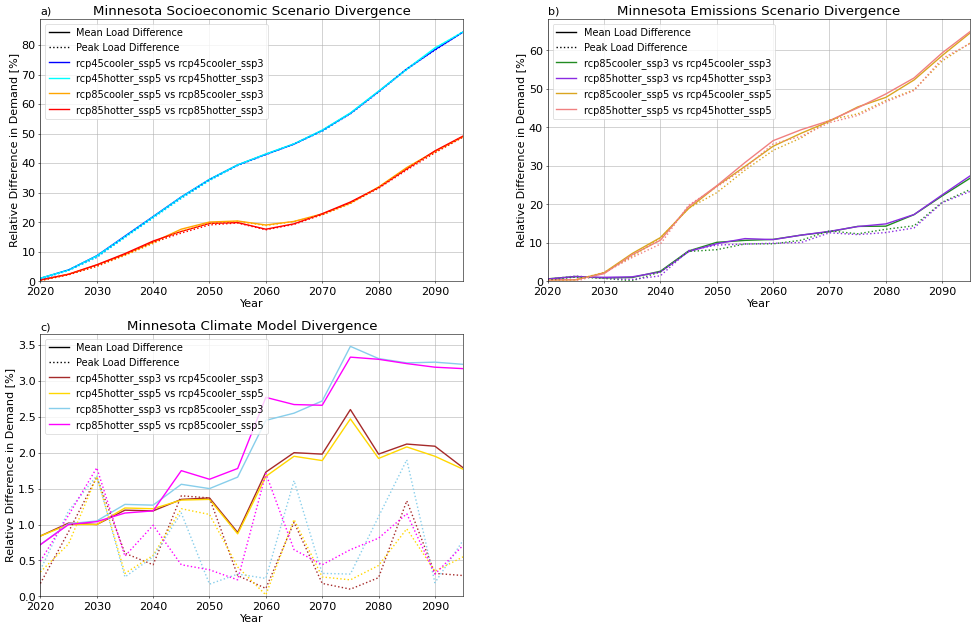 a)
Minnesota Socioeconomic Scenario Divergence
Relative Difference in Demand [%]
80
70
60
50
40
30
20
10
0
Mean Load Difference
Peak Load Difference
rcp45cooler_ssp5 vs rcp45cooler_ssp3
rcp45hotter_ssp5 vs rcp45hotter_ssp3
rcp85cooler_ssp5 vs rcp85cooler_ssp3
rcp85hotter_ssp5 vs rcp85hotter_ssp3
2020 2030 2040 2050 2060 2070 2080 2090
Year
b)
Minnesota Emissions Scenario Divergence
Relative Difference in Demand [%]
60
50
40
30
20
10
0
Mean Load Difference
Peak Load Difference
rcp85cooler_ssp3 vs rcp45cooler_ssp3
rcp85hotter_ssp3 vs rcp45hotter_ssp3
rcp85cooler_ssp5 vs rcp45cooler_ssp5
rcp85hotter_ssp5 vs rcp45hotter_ssp5
2020 2030 2040 2050 2060 2070 2080 2090
Year
c)
Minnesota Climate Model Divergence
Relative Difference in Demand [%]
3.5
3.0
2.5
2.0
1.5
1.0
0.5
0.0
Mean Load Difference
Peak Load Difference
rcp45hotter_ssp3 vs rcp45cooler_ssp3
rcp45hotter_ssp5 vs rcp45cooler_ssp5
rcp85hotter_ssp3 vs rcp85cooler_ssp3
rcp85hotter_ssp5 vs rcp85cooler_ssp5
2020 2030 2040 2050 2060 2070 2080 2090
Year